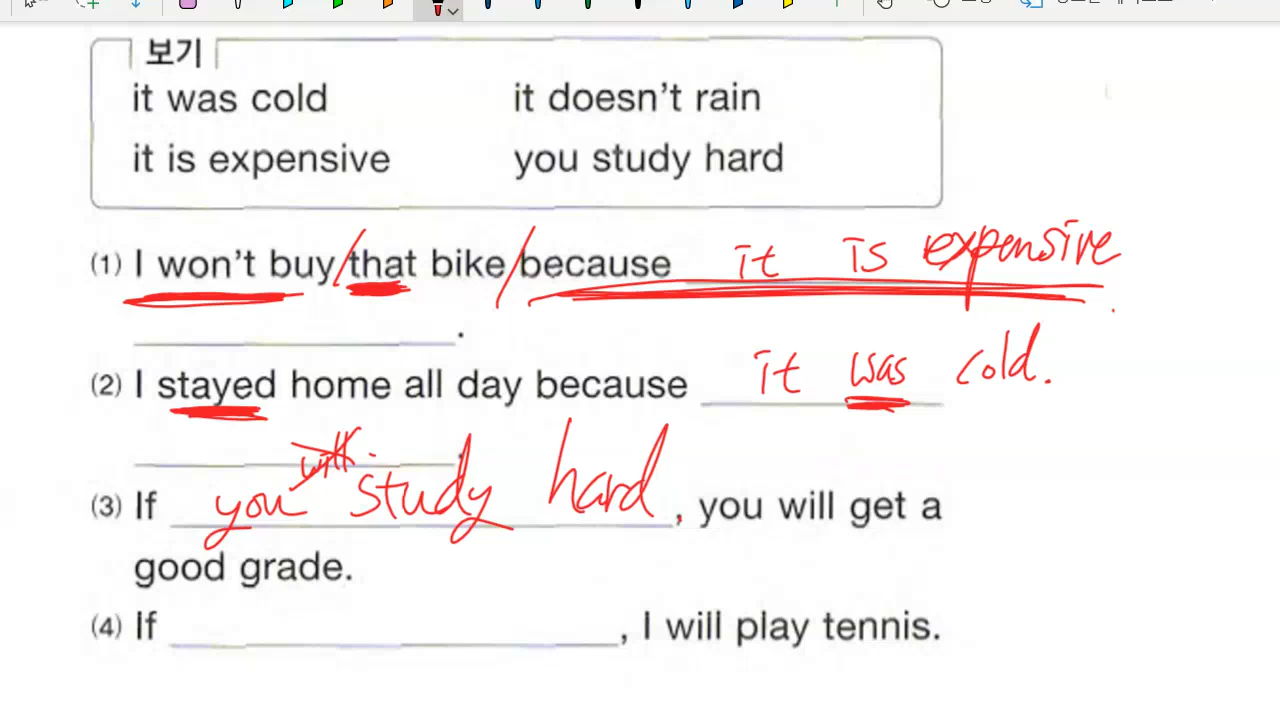 보기
it was cold it doesn't rain
it is expensive you study hard
(1) I won't buy/that bike/because it is expensive
.
(2) I stayed home all day because it was cold.
.
will
(3) If you study hard, you will get a
good grade.
(4) If , I will play tennis.